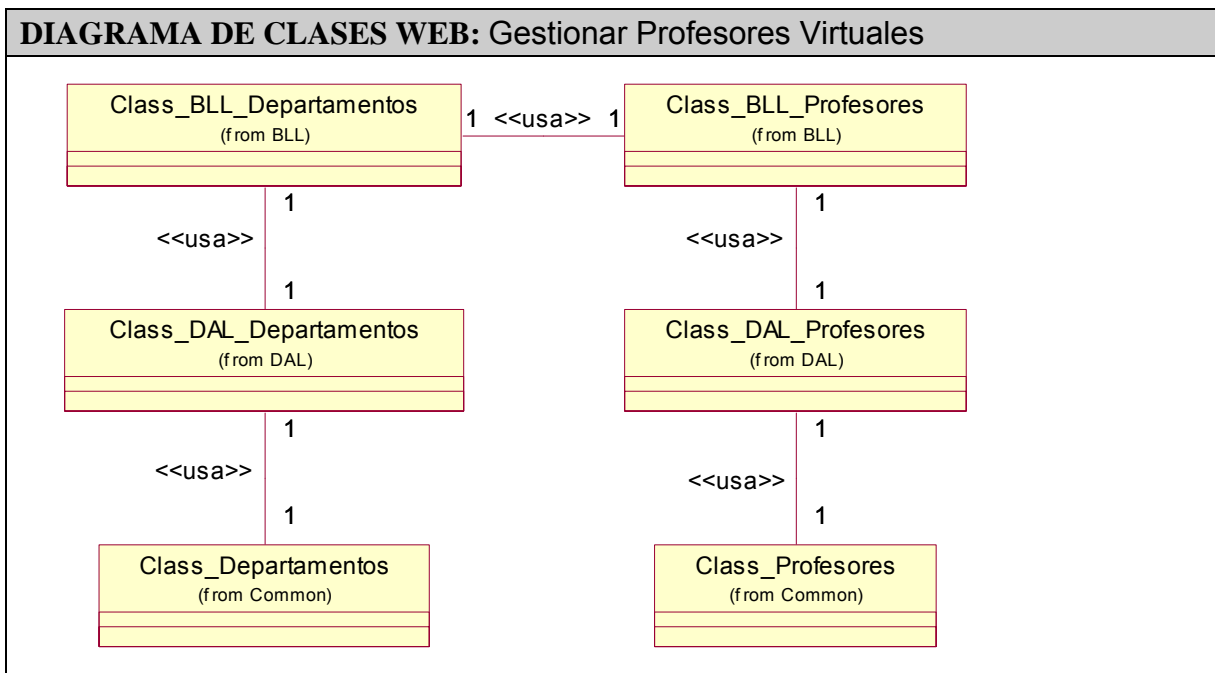 DIAGRAMA DE CLASES WEB: Gestionar Profesores Virtuales
Class_BLL_Departamentos
(from BLL)
1 <<usa>> 1
Class_BLL_Profesores
(from BLL)
1
<<usa>>
1
1
<<usa>>
1
Class_DAL_Departamentos
(from DAL)
Class_DAL_Profesores
(from DAL)
1
<<usa>>
1
1
<<usa>>
1
Class_Departamentos
(from Common)
Class_Profesores
(from Common)